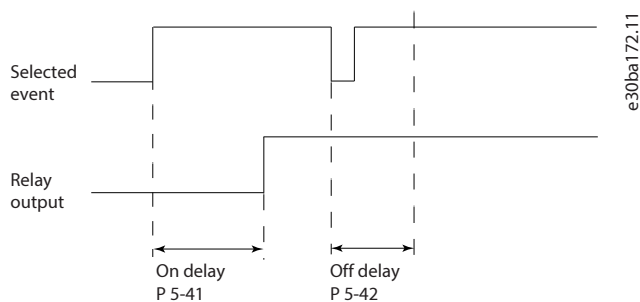 Selected
event
Relay
output
On delay
P 5-41
Off delay
P 5-42
e30ba172.11